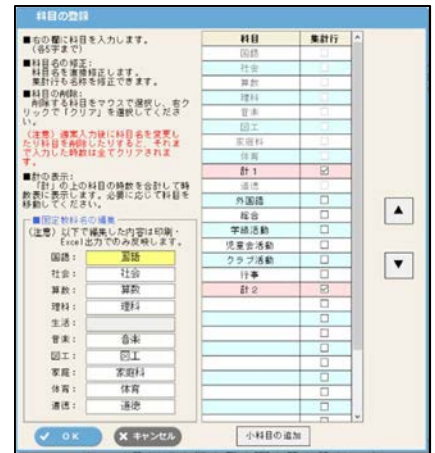 科目の登録
■右の欄に科目を入力します。
（各5字まで）
■科目名の修正：
科目名を直接修正します。
集計行も名称を修正できます。
■科目の削除：
削除する科目をマウスで選択し、右ク
リックで「クリア」を選択してくださ
い。
（注意）週案入力後に科目名を変更し
たり科目を削除したりすると、それま
で入力した時数は全てクリアされま
す。
■計の表示：
「計」の上の科目の時数を合計して時
数表に表示します。必要に応じて科目を
移動してください。
■固定教科名の編集
（注意）以下で編集した内容は印刷・
Excel出力でのみ反映します。
国語： 国語
社会： 社会
算数： 算数
理科： 理科
生活：
音楽： 音楽
図工： 図工
家庭： 家庭科
体育： 体育
道徳： 道徳
科目 集計行
国語
社会
算数
理科
音楽
図工
家庭科
体育
計1
道徳
外国語
総合
学級活動
児童会活動
クラブ活動
行事
計2
▲
▼
OK
キャンセル
小科目の追加